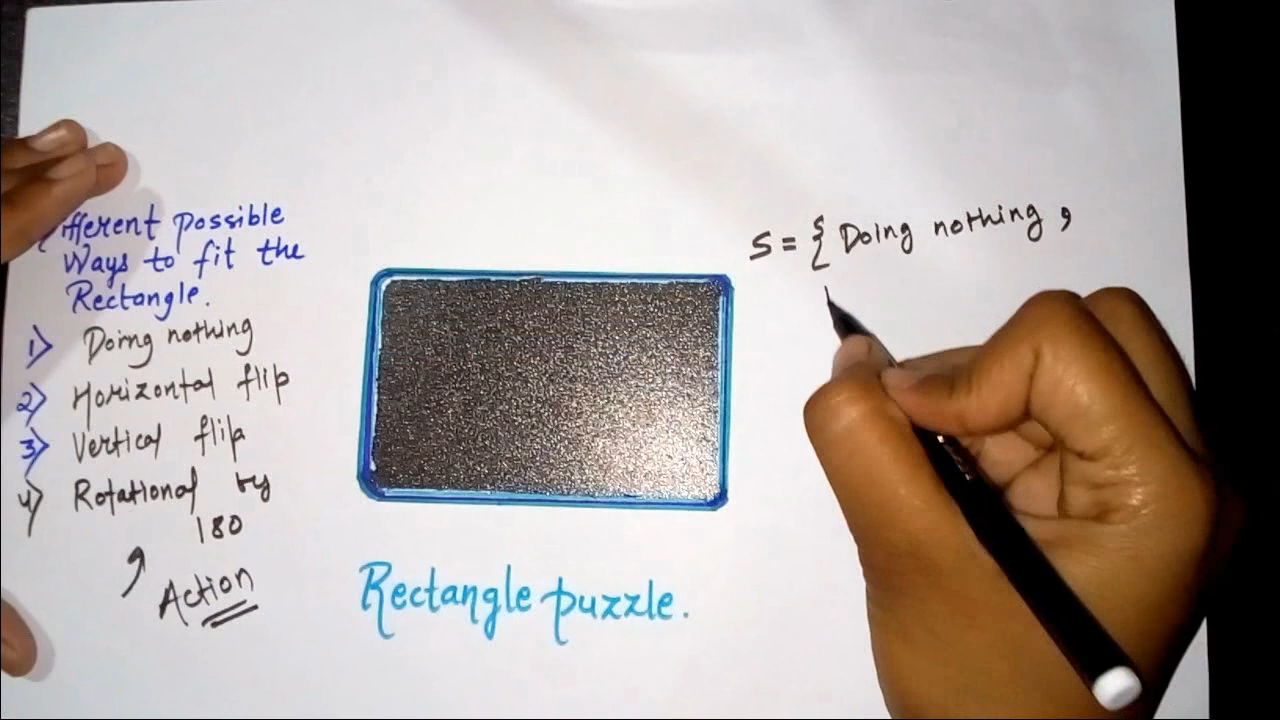 ifferent possible
Ways to fit the
Rectangle.
1) Doing nothing
2) Horizontal flip
3) Vertical flip
4) Rotational by
180
, Action
Rectangle puzzle.
S = { Doing nothing ,